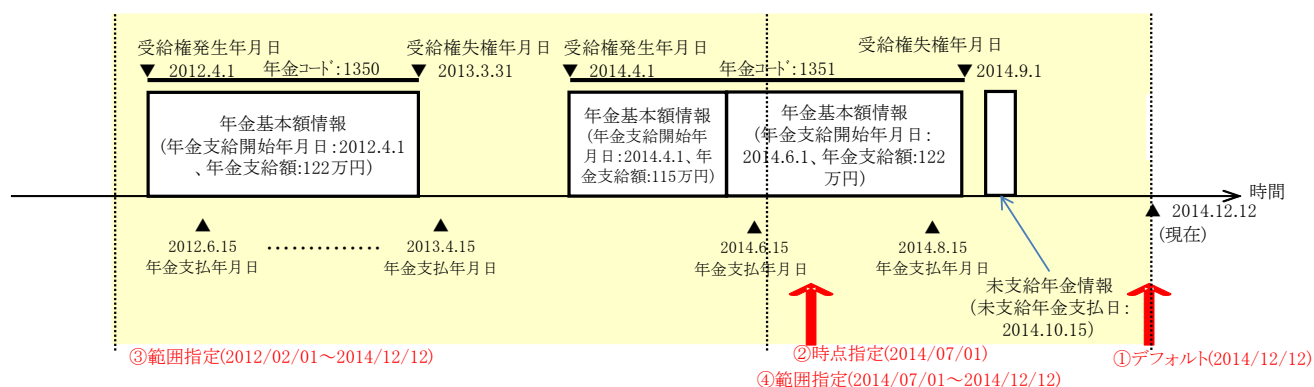 受給権発生年月日
受給権失権年月日
受給権発生年月日
受給権失権年月日
▼ 2012.4.1 年金コード:1350 ▼ 2013.3.31
▼ 2014.4.1 年金コード:1351 ▼ 2014.9.1
年金基本額情報
(年金支給開始年月日:2012.4.1
、年金支給額:122万円)
年金基本額情報
(年金支給開始年
月日:2014.4.1、年
金支給額:115万円)
年金基本額情報
(年金支給開始年月日:
2014.6.1、年金支給額:122
万円)
時間
▲ 2014.12.12
(現在)
▲
2012.6.15
年金支払年月日
・・・・・・・・・・・・・・
▲
2013.4.15
年金支払年月日
▲
2014.6.15
年金支払年月日
▲
2014.8.15
年金支払年月日
未支給年金情報
(未支給年金支払日:
2014.10.15)
③範囲指定(2012/02/01～2014/12/12)
②時点指定(2014/07/01)
①デフォルト(2014/12/12)
④範囲指定(2014/07/01～2014/12/12)